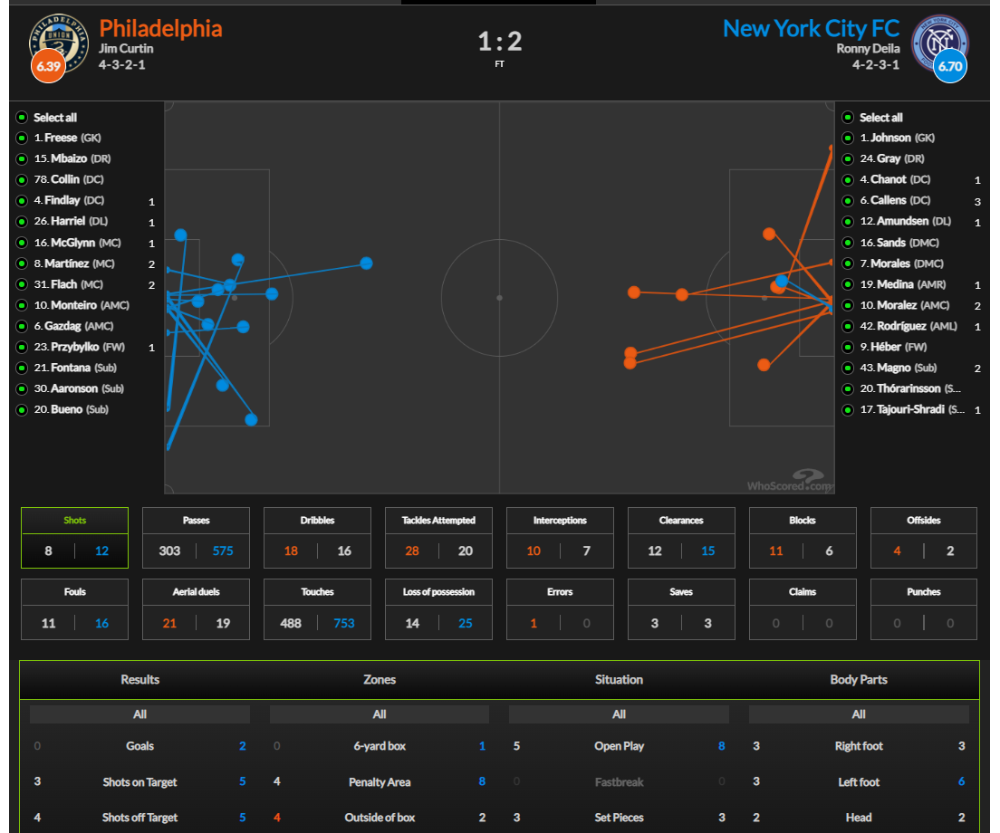 PHILADELPHIA
UNION
6.39
Philadelphia
Jim Curtin
4-3-2-1
1 : 2
FT
New York City FC
Ronny Deila
4-2-3-1
NEW YORK CITY FC
6.70
Select all
1. Freese (GK)
15. Mbaizo (DR)
78. Collin (DC)
4. Findlay (DC) 1
26. Harriel (DL) 1
16. McGlynn (MC) 1
8. Martínez (MC) 2
31. Flach (MC) 2
10. Monteiro (AMC)
6. Gazdag (AMC)
23. Przybylko (FW) 1
21. Fontana (Sub)
30. Aaronson (Sub)
20. Bueno (Sub)
Select all
1. Johnson (GK)
24. Gray (DR)
4. Chanot (DC) 1
6. Callens (DC) 3
12. Amundsen (DL) 1
16. Sands (DMC)
7. Morales (DMC)
19. Medina (AMR) 1
10. Moralez (AMC) 2
42. Rodríguez (AML) 1
9. Héber (FW)
43. Magno (Sub) 2
20. Thórarinsson (S...
17. Tajouri-Shradi (S... 1
WhoScored.com
Shots Passes Dribbles Tackles Attempted Interceptions Clearances Blocks Offsides
8 12 303 575 18 16 28 20 10 7 12 15 11 6 4 2
Fouls Aerial duels Touches Loss of possession Errors Saves Claims Punches
11 16 21 19 488 753 14 25 1 0 3 3 0 0 0 0
Results Zones Situation Body Parts
All All All All
0 Goals 2 0 6-yard box 1 5 Open Play 8 3 Right foot 3
3 Shots on Target 5 4 Penalty Area 8 0 Fastbreak 0 3 Left foot 6
4 Shots off Target 5 4 Outside of box 2 3 Set Pieces 3 2 Head 2